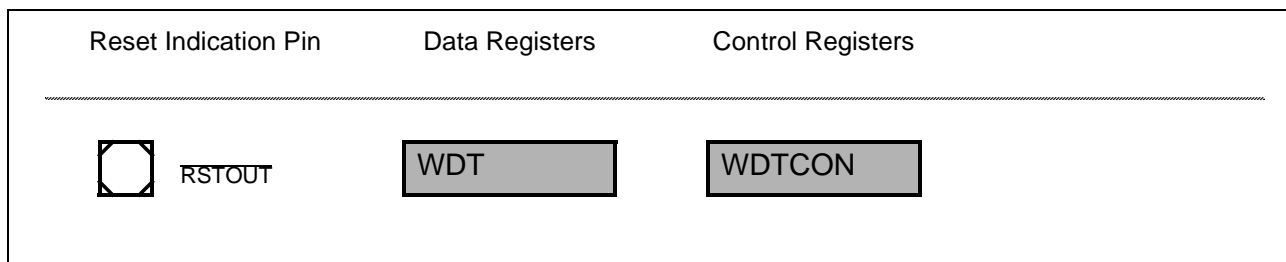 Reset Indication Pin Data Registers Control Registers
RSTOUT WDT WDTCON